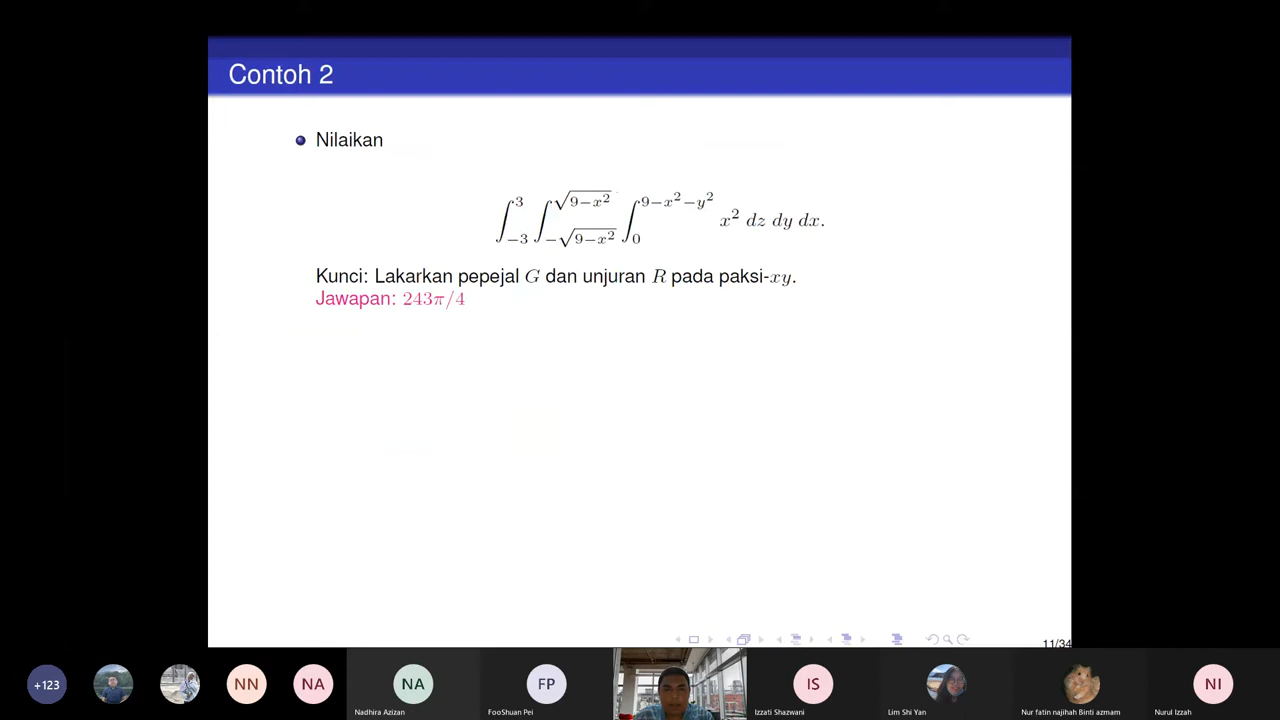 Contoh 2
Nilaikan
∫_{-3}^{3} ∫_{-√(9-x²)}^{√(9-x²)} ∫_{0}^{9-x²-y²} x² dz dy dx.
Kunci: Lakarkan pepejal G dan unjuran R pada paksi-xy.
Jawapan: 243π/4
11/34
+123 NN NA NA FP IS NI
Nadhira Azizan FooShuan Pei Izzati Shazwani Lim Shi Yan Nur fatin najihah Binti azmam Nurul Izzah